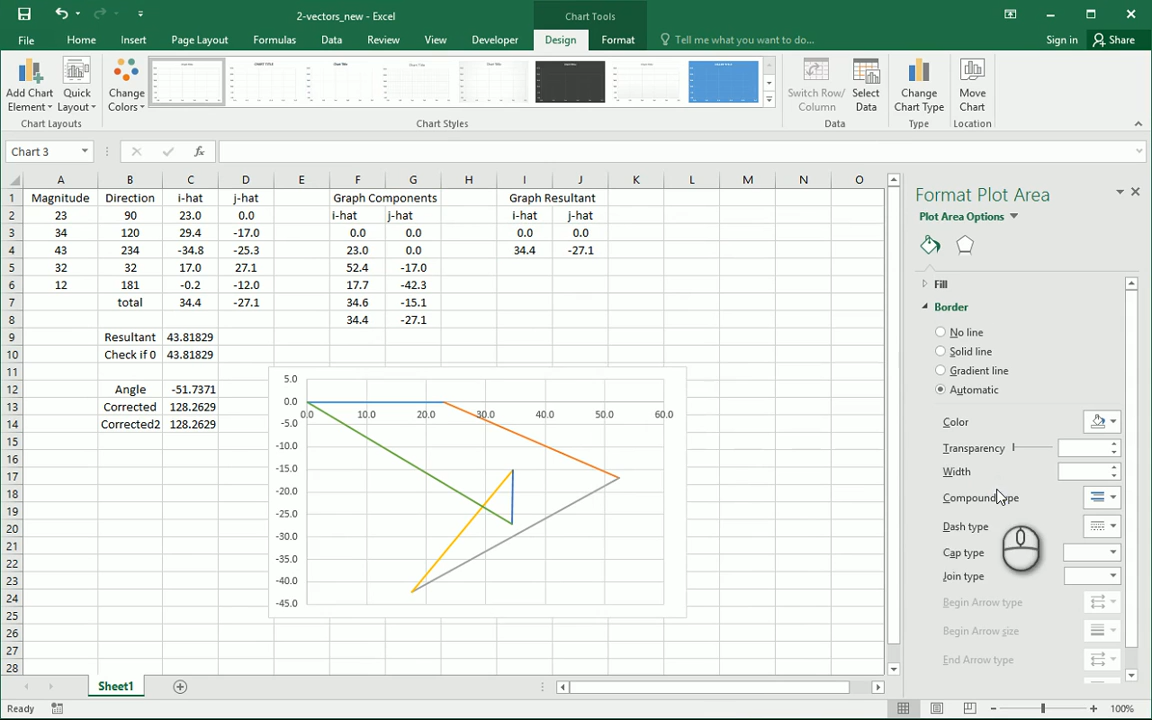 2-vectors_new - Excel
Chart Tools
File Home Insert Page Layout Formulas Data Review View Developer Design Format Tell me what you want to do... Sign in Share
Add Chart Element
Quick Layout
Change Colors
Switch Row/ Column
Select Data
Change Chart Type
Move Chart
Chart Layouts Chart Styles Data Type Location
Chart 3 fx
A B C D E F G H I J K L M N O
1 Magnitude Direction i-hat j-hat Graph Components Graph Resultant
2 23 90 23.0 0.0 i-hat j-hat i-hat j-hat
3 34 120 29.4 -17.0 0.0 0.0 0.0 0.0
4 43 234 -34.8 -25.3 23.0 0.0 34.4 -27.1
5 32 32 17.0 27.1 52.4 -17.0
6 12 181 -0.2 -12.0 17.7 -42.3
7 total 34.4 -27.1 34.6 -15.1
8 34.4 -27.1
9 Resultant 43.81829
10 Check if 0 43.81829
11
12 Angle -51.7371
13 Corrected 128.2629
14 Corrected2 128.2629
15
16
17
18
19
20
21
22
23
24
25
26
27
28
5.0
0.0
-5.0
-10.0
-15.0
-20.0
-25.0
-30.0
-35.0
-40.0
-45.0
0.0 10.0 20.0 30.0 40.0 50.0 60.0
Format Plot Area
Plot Area Options
Fill
Border
No line
Solid line
Gradient line
Automatic
Color
Transparency
Width
Compound type
Dash type
Cap type
Join type
Begin Arrow type
Begin Arrow size
End Arrow type
Sheet1
Ready 100%